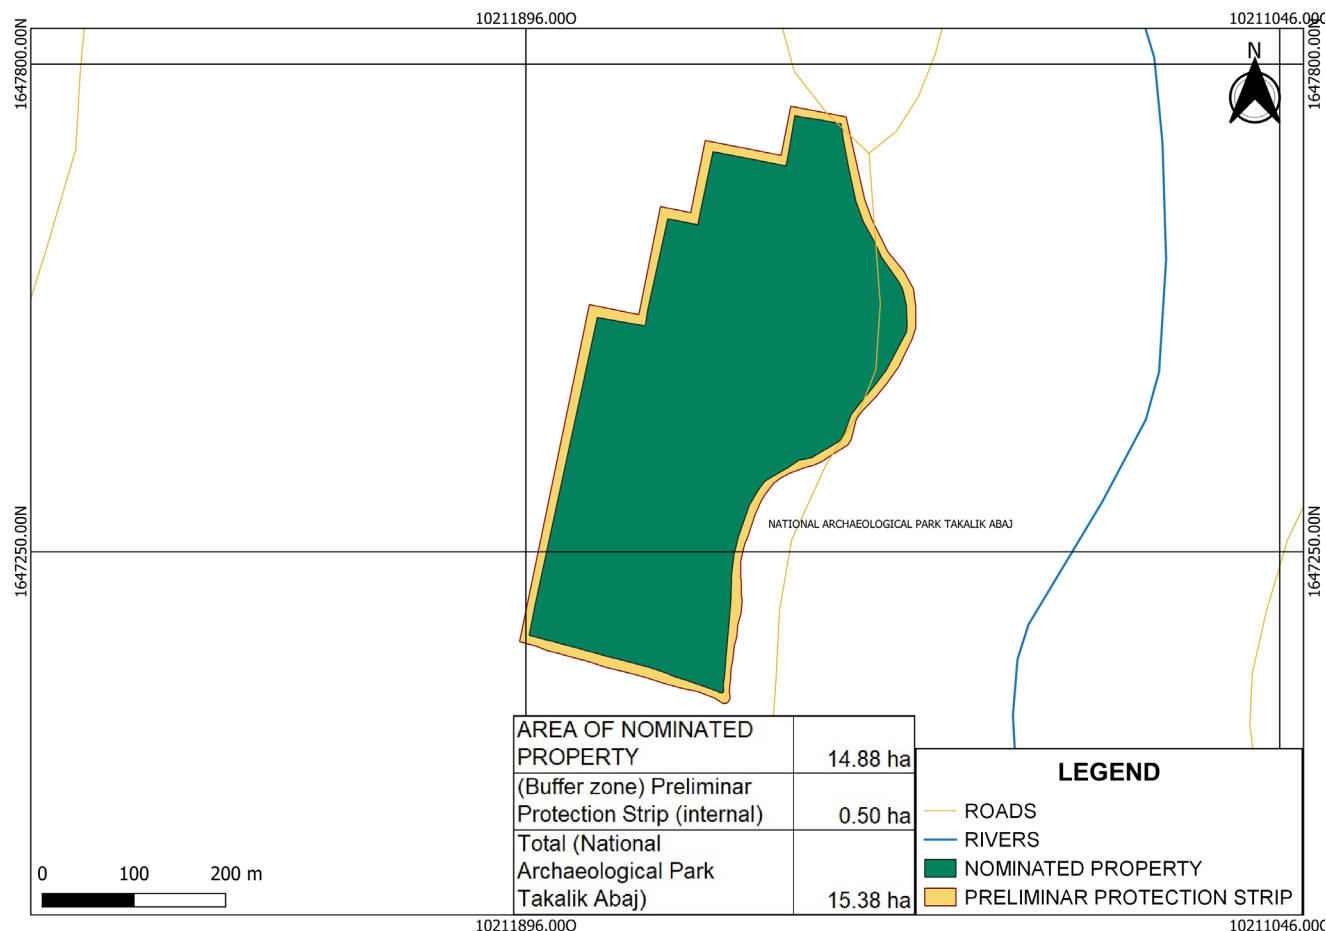 10211896.00O
10211046.00O
1647800.00N
1647800.00N
N
NATIONAL ARCHAEOLOGICAL PARK TAKALIK ABAJ
1647250.00N
1647250.00N
AREA OF NOMINATED
PROPERTY 14.88 ha
(Buffer zone) Preliminar
Protection Strip (internal) 0.50 ha
Total (National
Archaeological Park
Takalik Abaj) 15.38 ha
LEGEND
ROADS
RIVERS
NOMINATED PROPERTY
PRELIMINAR PROTECTION STRIP
0 100 200 m
10211896.00O
10211046.00O